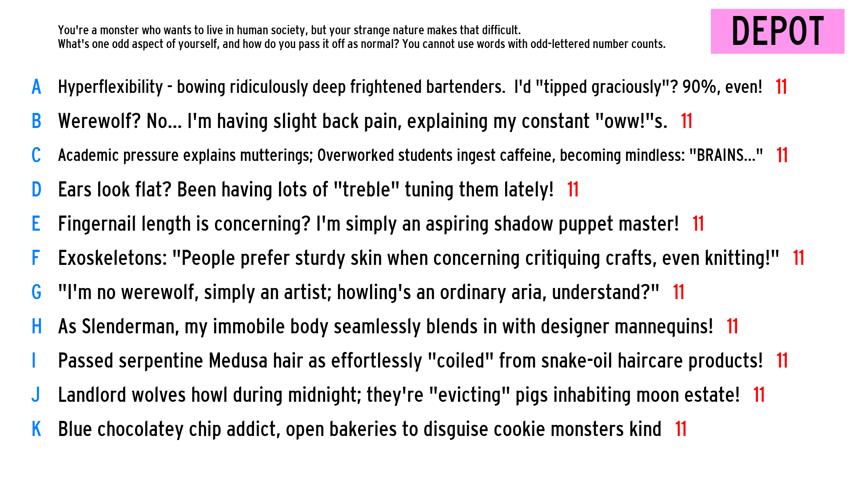 You're a monster who wants to live in human society, but your strange nature makes that difficult.
What's one odd aspect of yourself, and how do you pass it off as normal? You cannot use words with odd-lettered number counts.
DEPOT
A Hyperflexibility - bowing ridiculously deep frightened bartenders. I'd "tipped graciously"? 90%, even! 11
B Werewolf? No... I'm having slight back pain, explaining my constant "oww!"s. 11
C Academic pressure explains mutterings; Overworked students ingest caffeine, becoming mindless: "BRAINS..." 11
D Ears look flat? Been having lots of "treble" tuning them lately! 11
E Fingernail length is concerning? I'm simply an aspiring shadow puppet master! 11
F Exoskeletons: "People prefer sturdy skin when concerning critiquing crafts, even knitting!" 11
G "I'm no werewolf, simply an artist; howling's an ordinary aria, understand?" 11
H As Slenderman, my immobile body seamlessly blends in with designer mannequins! 11
I Passed serpentine Medusa hair as effortlessly "coiled" from snake-oil haircare products! 11
J Landlord wolves howl during midnight; they're "evicting" pigs inhabiting moon estate! 11
K Blue chocolatey chip addict, open bakeries to disguise cookie monsters kind 11